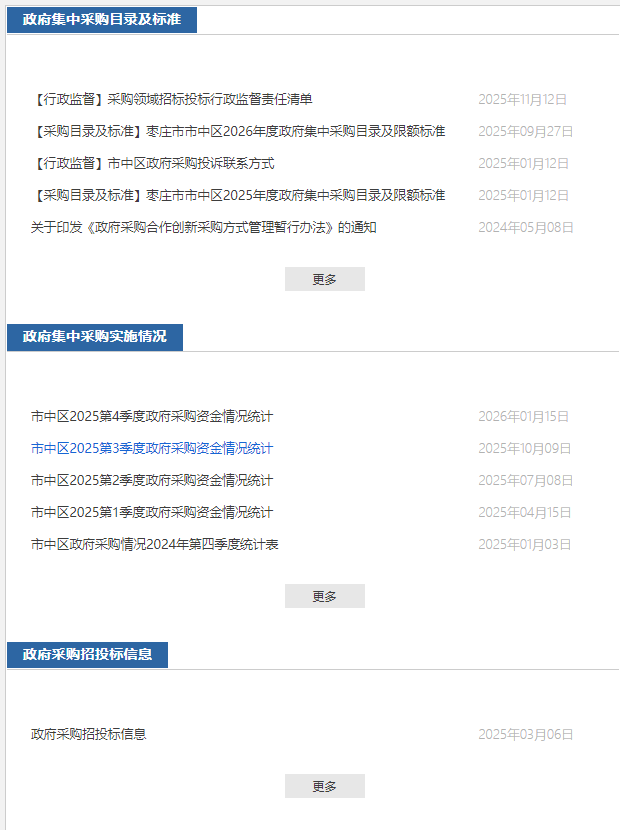 政府集中采购目录及标准
【行政监督】采购领域招标投标行政监督责任清单 2025年11月12日
【采购目录及标准】枣庄市市中区2026年度政府集中采购目录及限额标准 2025年09月27日
【行政监督】市中区政府采购投诉联系方式 2025年01月12日
【采购目录及标准】枣庄市市中区2025年度政府集中采购目录及限额标准 2025年01月12日
关于印发《政府采购合作创新采购方式管理暂行办法》的通知 2024年05月08日
更多
政府集中采购实施情况
市中区2025第4季度政府采购资金情况统计 2026年01月15日
市中区2025第3季度政府采购资金情况统计 2025年10月09日
市中区2025第2季度政府采购资金情况统计 2025年07月08日
市中区2025第1季度政府采购资金情况统计 2025年04月15日
市中区政府采购情况2024年第四季度统计表 2025年01月03日
更多
政府采购招投标信息
政府采购招投标信息 2025年03月06日
更多